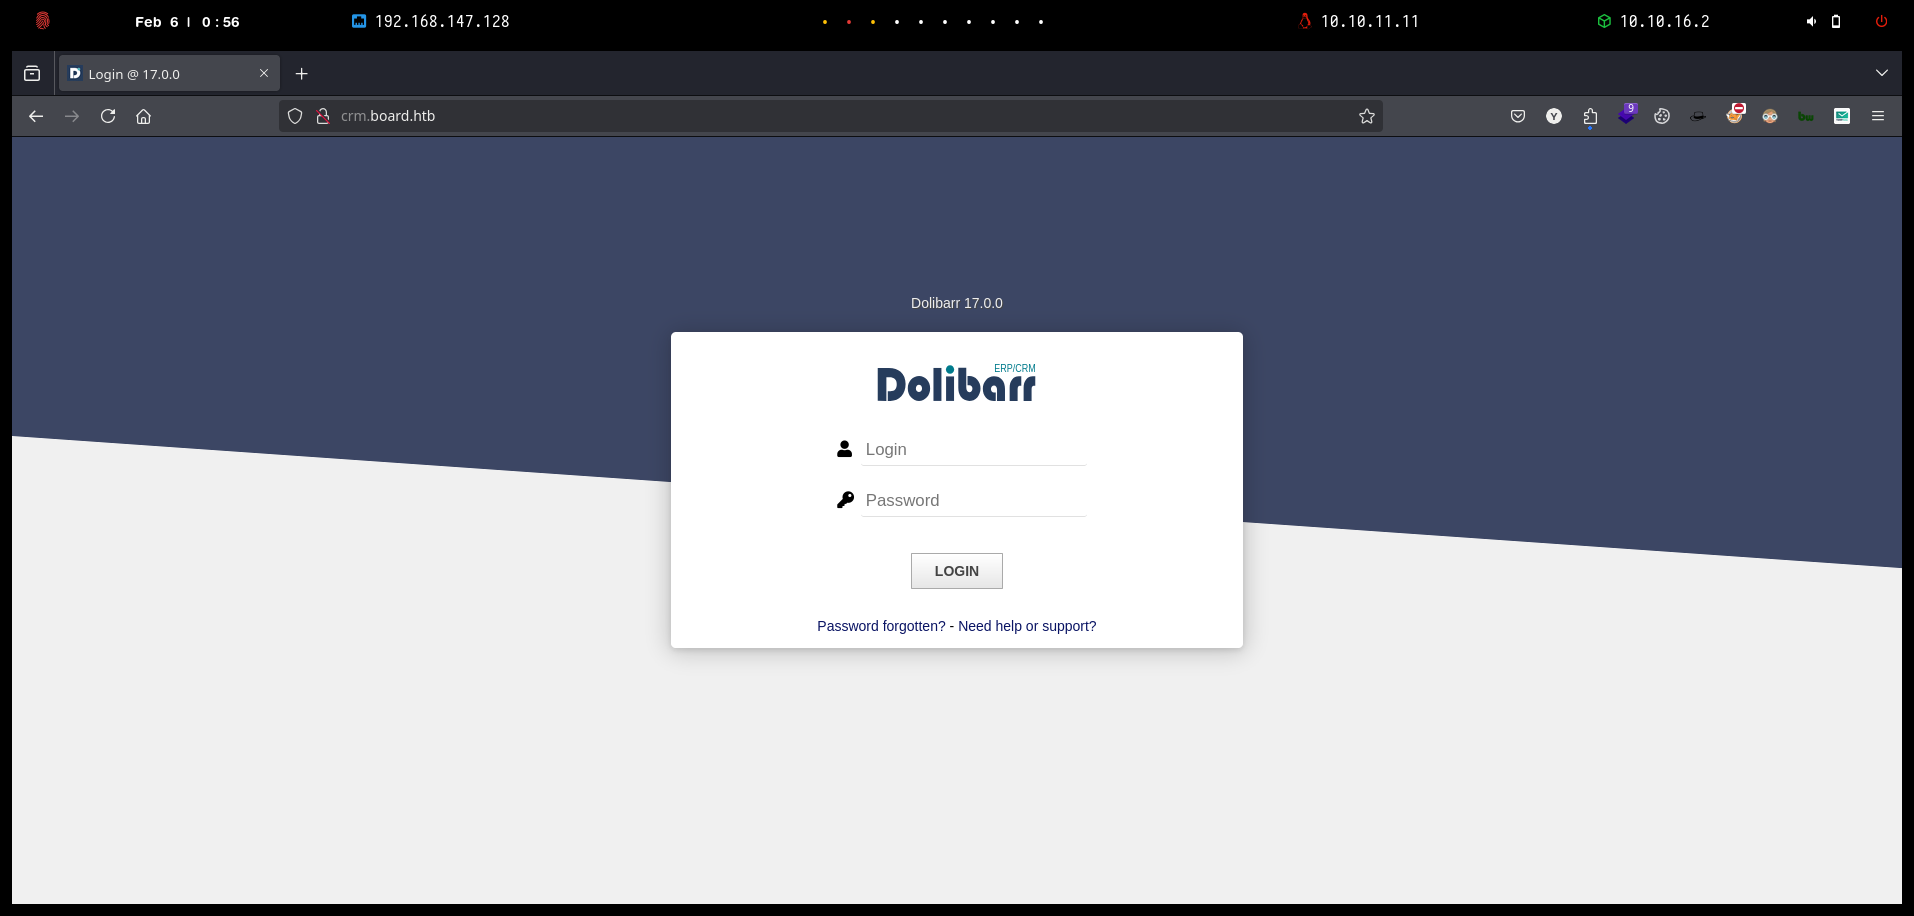 Feb 6 | 0:56
192.168.147.128
10.10.11.11
10.10.16.2
Login @ 17.0.0
crm.board.htb
Y
9
bw
Dolibarr 17.0.0
ERP/CRM
Dolibarr
Login
Password
LOGIN
Password forgotten? - Need help or support?